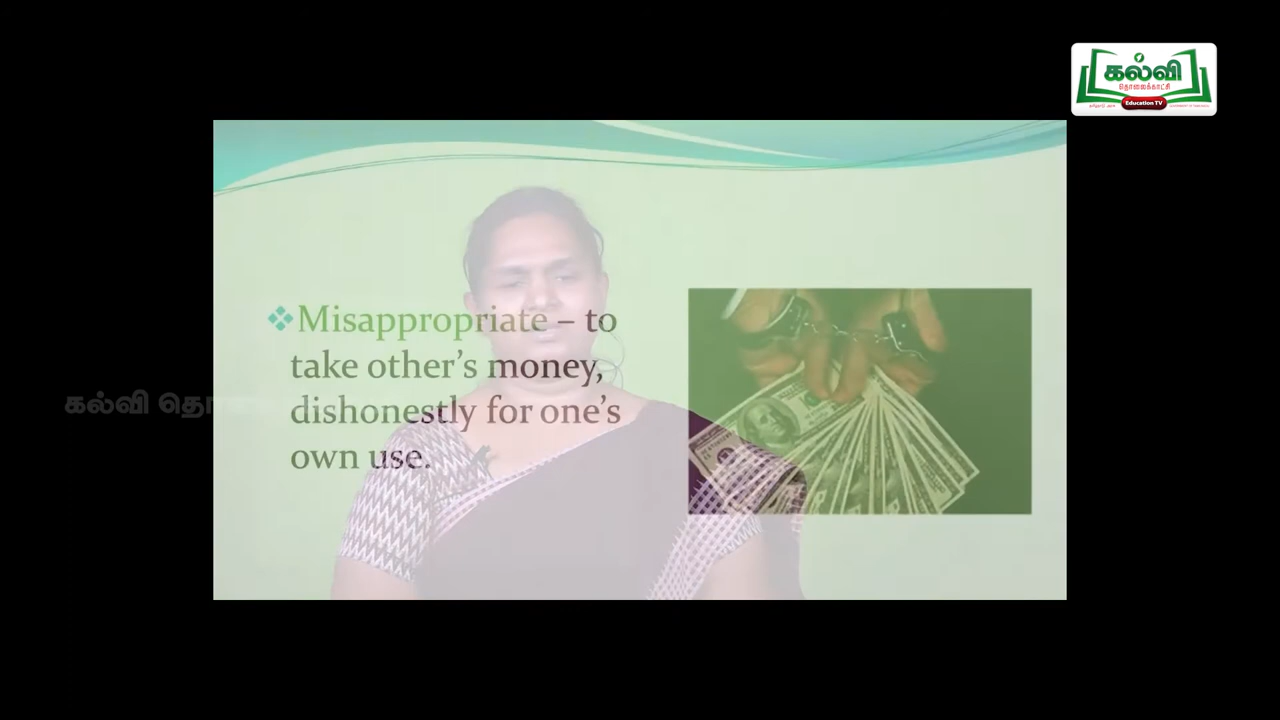 கல்வி
தொலைக்காட்சி
Education TV
❖Misappropriate – to
take other's money,
dishonestly for one's
own use.
கல்வி